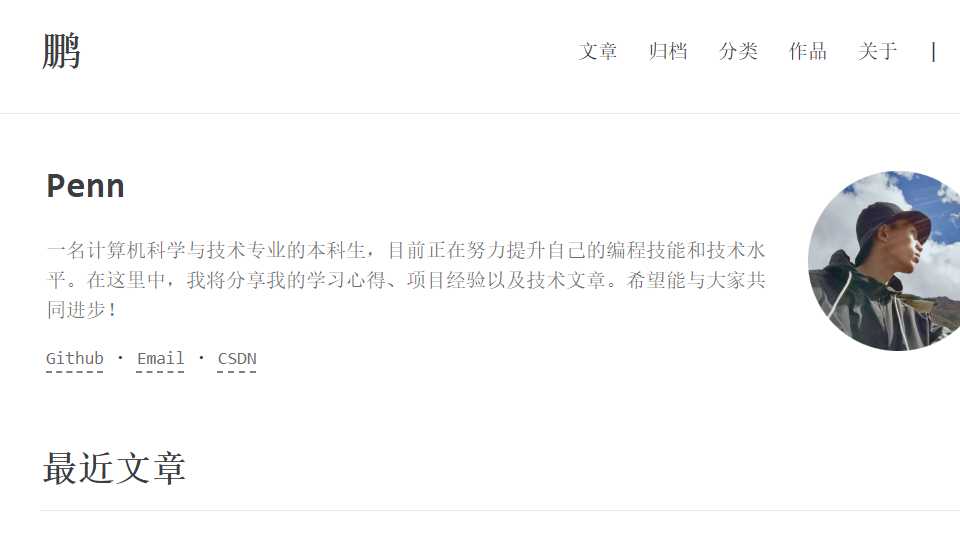 鹏
文章 归档 分类 作品 关于 |
Penn
一名计算机科学与技术专业的本科生，目前正在努力提升自己的编程技能和技术水
平。在这里中，我将分享我的学习心得、项目经验以及技术文章。希望能与大家共
同进步！
Github · Email · CSDN
最近文章